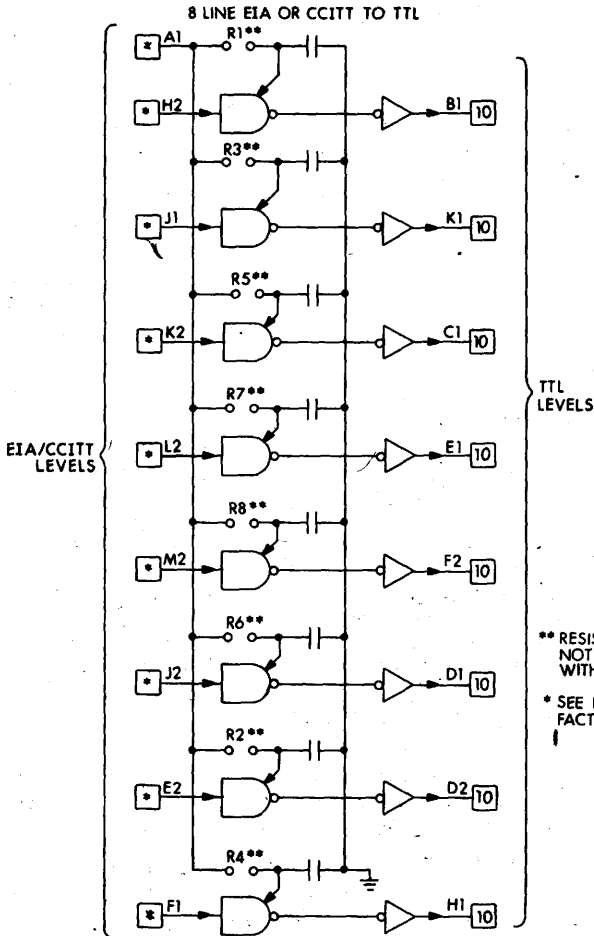 8 LINE EIA OR CCITT TO TTL
* A1 R1**
* H2 B1 10
R3**
* J1 K1 10
R5**
* K2 C1 10
R7**
EIA/CCITT LEVELS
TTL LEVELS
* L2 E1 10
R8**
* M2 F2 10
R6**
* J2 D1 10
R2**
* E2 D2 10
R4**
* F1 H1 10
** RESIS
NOT
WITH
* SEE
FACT